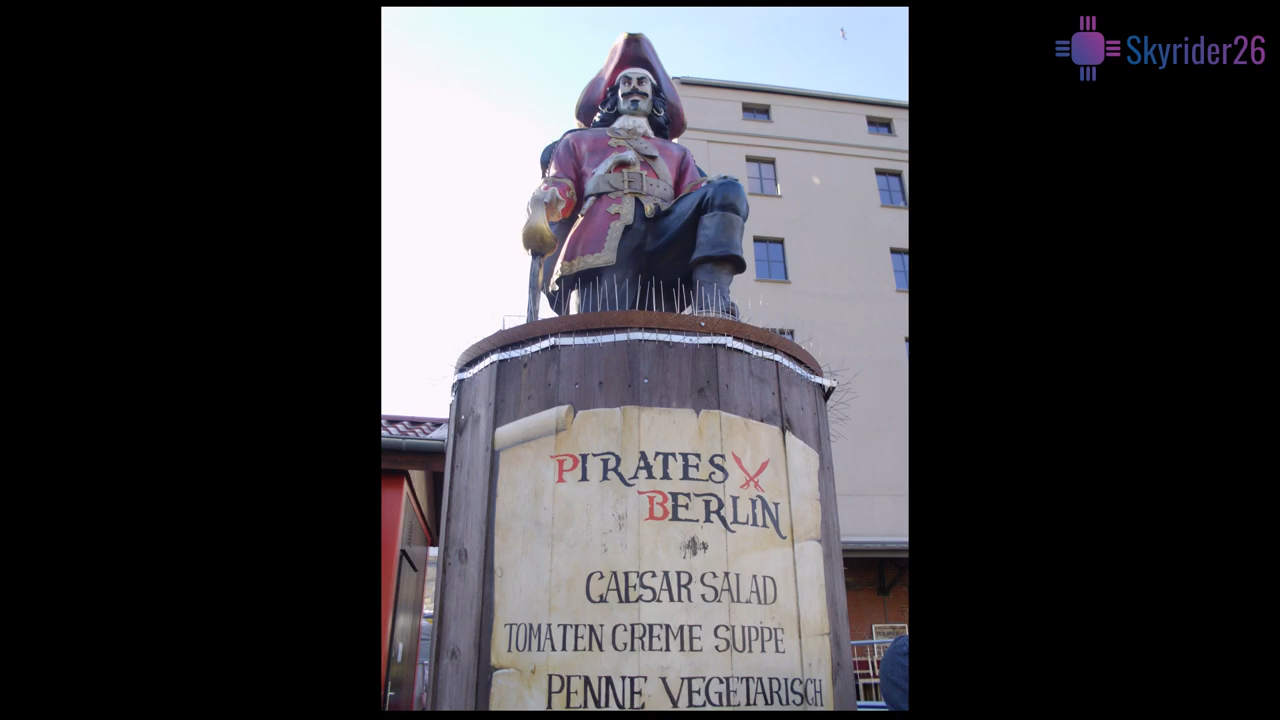 Skyrider26
PIRATES
BERLIN
CAESAR SALAD
TOMATEN CREME SUPPE
PENNE VEGETARISCH